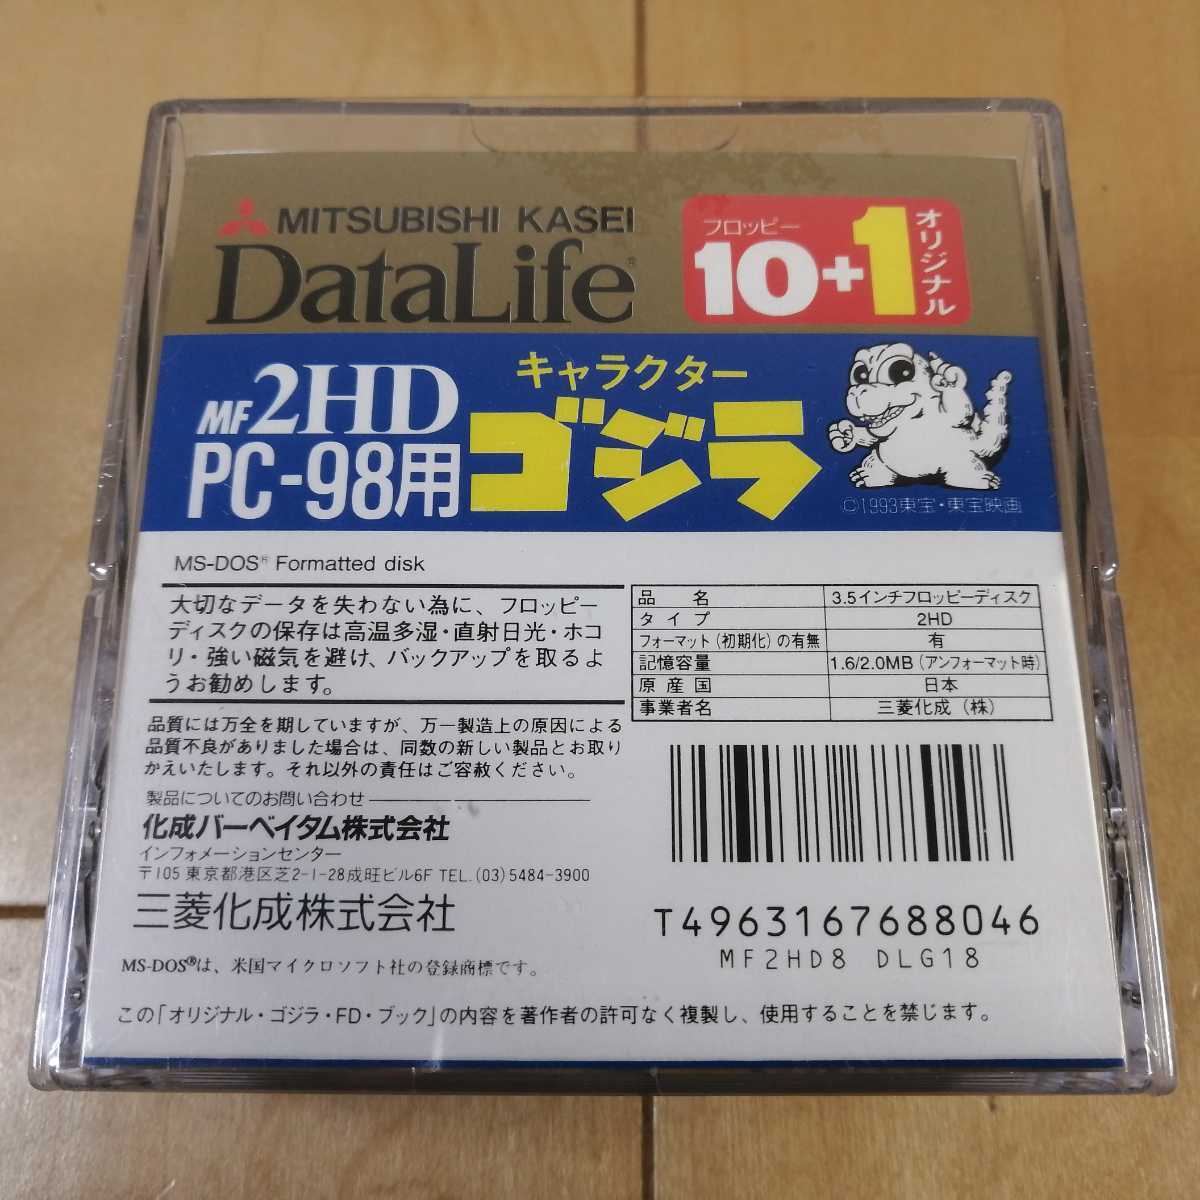 MITSUBISHI KASEI
DataLife®
フロッピー
10+1
オリジナル
MF 2HD
PC-98用
キャラクター
ゴジラ
©1993東宝・東宝映画
MS-DOS® Formatted disk
大切なデータを失わない為に、フロッピー
ディスクの保存は高温多湿・直射日光・ホコ
リ・強い磁気を避け、バックアップを取るよ
うお勧めします。
品質には万全を期していますが、万一製造上の原因による
品質不良がありました場合は、同数の新しい製品とお取り
かえいたします。それ以外の責任はご容赦ください。
製品についてのお問い合わせ
化成バーベイタム株式会社
インフォメーションセンター
〒105 東京都港区芝2-1-28成旺ビル6F TEL.(03)5484-3900
三菱化成株式会社
MS-DOS®は、米国マイクロソフト社の登録商標です。
品名 3.5インチフロッピーディスク
タイプ 2HD
フォーマット(初期化)の有無 有
記憶容量 1.6/2.0MB(アンフォーマット時)
原産国 日本
事業者名 三菱化成(株)
T4963167688046
MF2HD8 DLG18
この「オリジナル・ゴジラ・FD・ブック」の内容を著作者の許可なく複製し、使用することを禁じます。